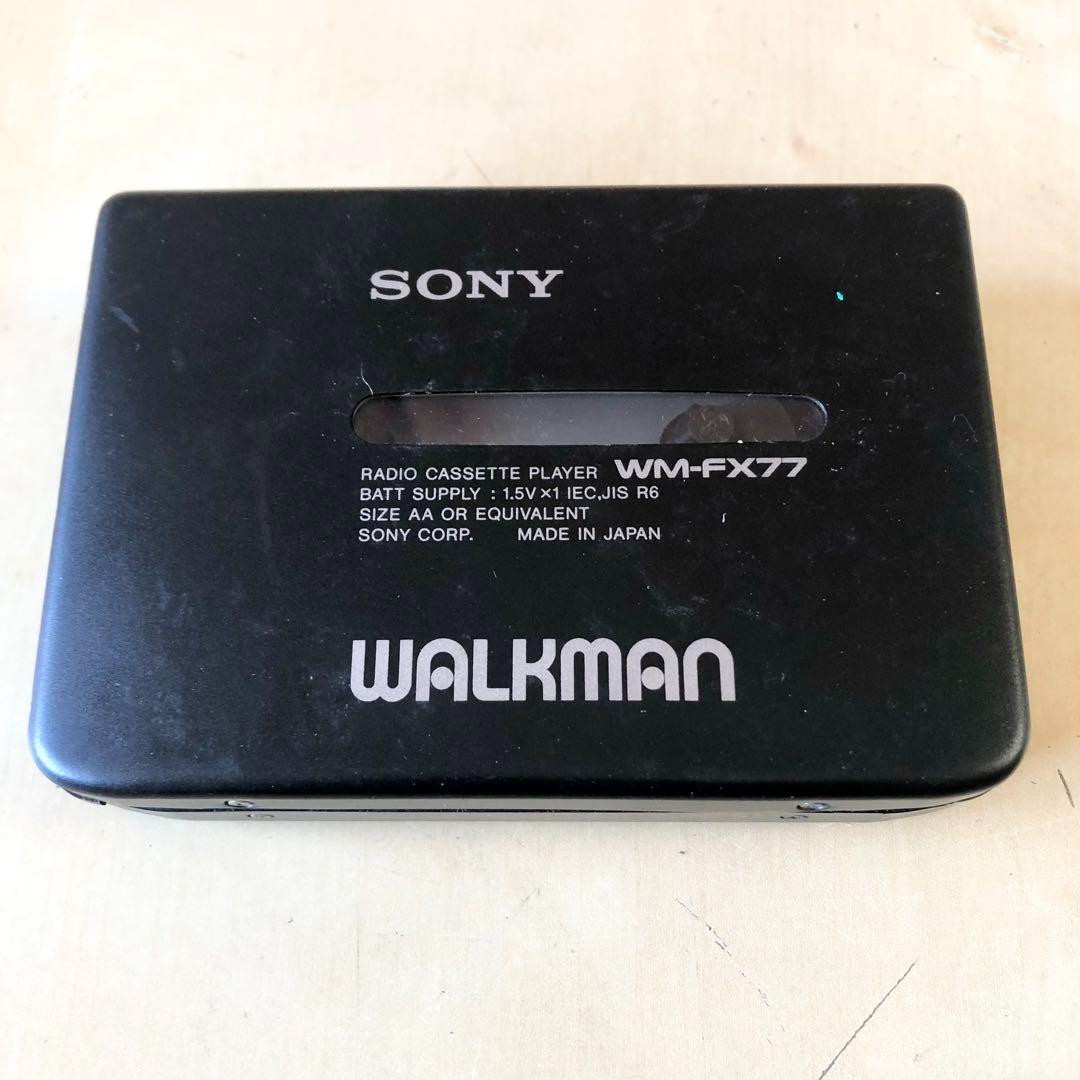 SONY
RADIO CASSETTE PLAYER WM-FX77
BATT SUPPLY : 1.5V×1 IEC,JIS R6
SIZE AA OR EQUIVALENT
SONY CORP. MADE IN JAPAN
WALKMAN